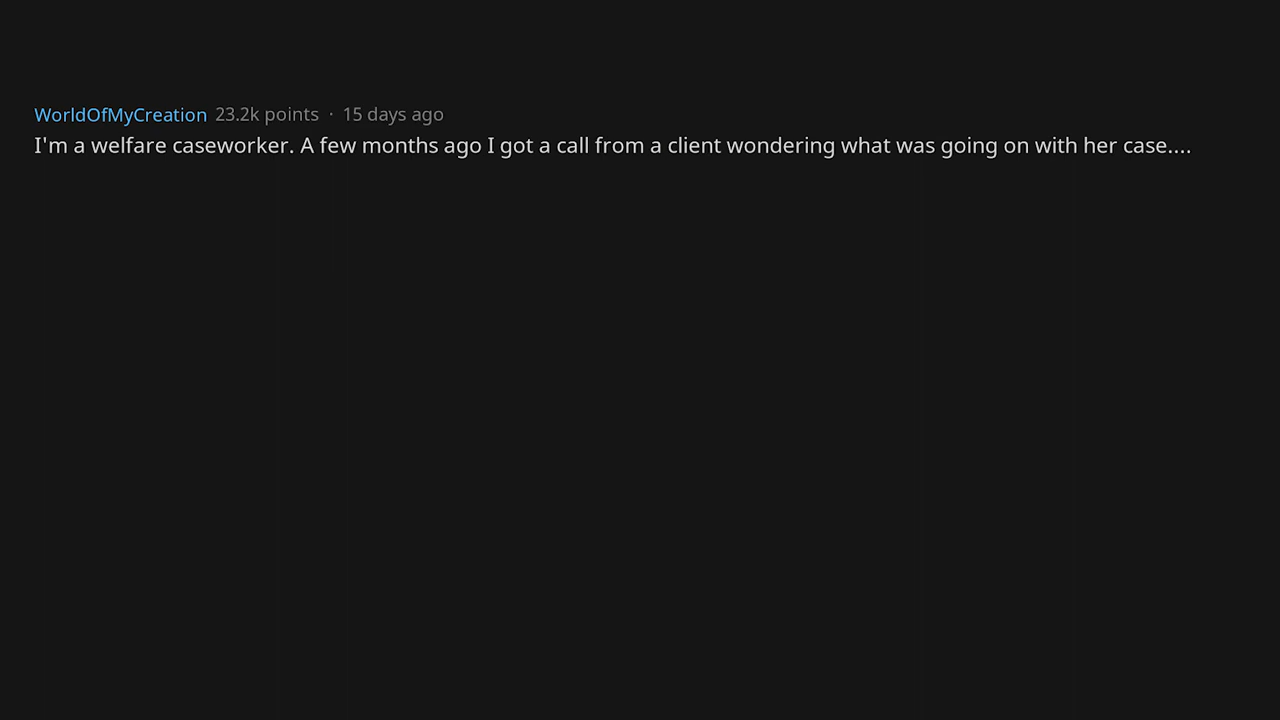 WorldOfMyCreation 23.2k points · 15 days ago
I'm a welfare caseworker. A few months ago I got a call from a client wondering what was going on with her case....